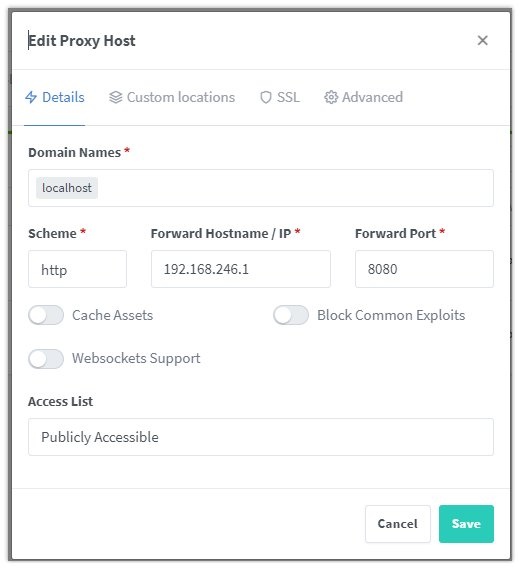 Edit Proxy Host ×
Details Custom locations SSL Advanced
Domain Names *
localhost
Scheme * Forward Hostname / IP * Forward Port *
http 192.168.246.1 8080
Cache Assets Block Common Exploits
Websockets Support
Access List
Publicly Accessible
Cancel Save